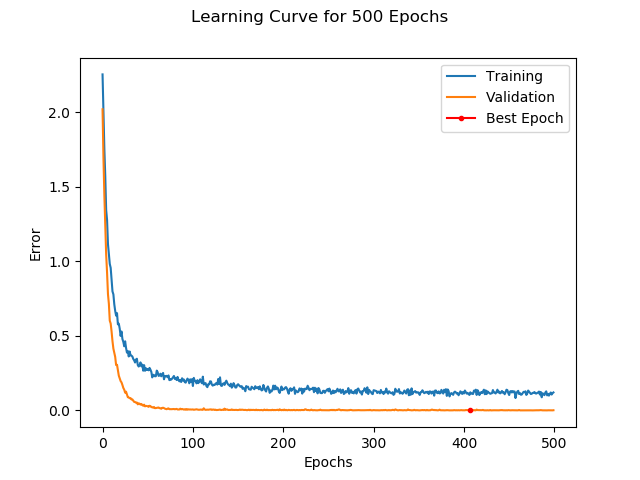 Learning Curve for 500 Epochs
Training
Validation
Best Epoch
Error
2.0
1.5
1.0
0.5
0.0
0 100 200 300 400 500
Epochs